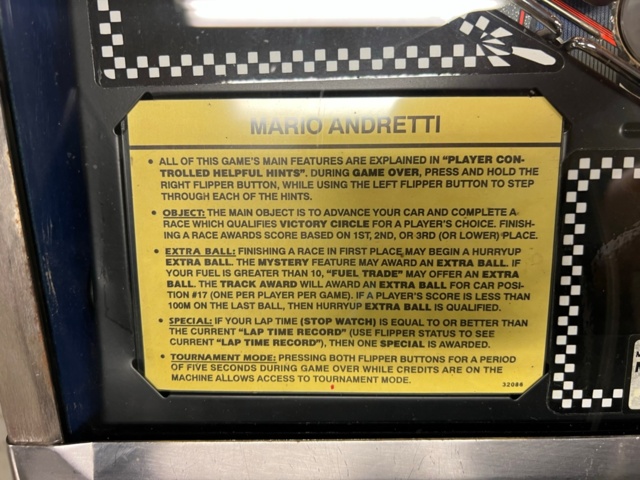 MARIO ANDRETTI
• ALL OF THIS GAME'S MAIN FEATURES ARE EXPLAINED IN "PLAYER CON-
TROLLED HELPFUL HINTS". DURING GAME OVER, PRESS AND HOLD THE
RIGHT FLIPPER BUTTON, WHILE USING THE LEFT FLIPPER BUTTON TO STEP
THROUGH EACH OF THE HINTS.
• OBJECT: THE MAIN OBJECT IS TO ADVANCE YOUR CAR AND COMPLETE A
RACE WHICH QUALIFIES VICTORY CIRCLE FOR A PLAYER'S CHOICE. FINISH-
ING A RACE AWARDS SCORE BASED ON 1ST, 2ND, OR 3RD (OR LOWER) PLACE.
• EXTRA BALL: FINISHING A RACE IN FIRST PLACE MAY BEGIN A HURRYUP
EXTRA BALL. THE MYSTERY FEATURE MAY AWARD AN EXTRA BALL. IF
YOUR FUEL IS GREATER THAN 10, "FUEL TRADE" MAY OFFER AN EXTRA
BALL. THE TRACK AWARD WILL AWARD AN EXTRA BALL FOR CAR POSI-
TION #17 (ONE PER PLAYER PER GAME). IF A PLAYER'S SCORE IS LESS THAN
100M ON THE LAST BALL, THEN HURRYUP EXTRA BALL IS QUALIFIED.
• SPECIAL: IF YOUR LAP TIME (STOP WATCH) IS EQUAL TO OR BETTER THAN
THE CURRENT "LAP TIME RECORD" (USE FLIPPER STATUS TO SEE
CURRENT "LAP TIME RECORD"), THEN ONE SPECIAL IS AWARDED.
• TOURNAMENT MODE: PRESSING BOTH FLIPPER BUTTONS FOR A PERIOD
OF FIVE SECONDS DURING GAME OVER WHILE CREDITS ARE ON THE
MACHINE ALLOWS ACCESS TO TOURNAMENT MODE.
32086